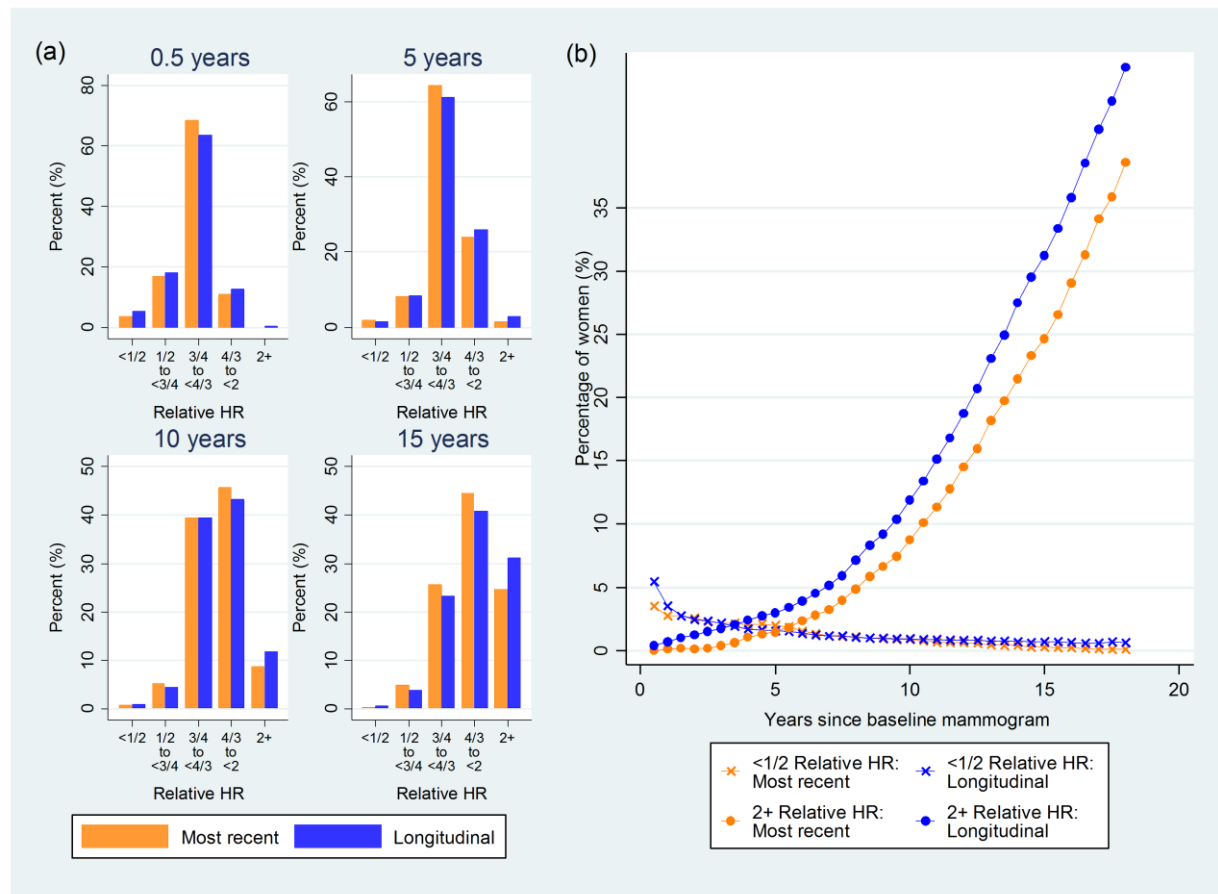 (a)
0.5 years
Percent (%)
80
60
40
20
0
<1/2
1/2 to <3/4
3/4 to <4/3
4/3 to <2
2+
Relative HR
5 years
Percent (%)
60
40
20
0
<1/2
1/2 to <3/4
3/4 to <4/3
4/3 to <2
2+
Relative HR
10 years
Percent (%)
50
40
30
20
10
0
<1/2
1/2 to <3/4
3/4 to <4/3
4/3 to <2
2+
Relative HR
15 years
Percent (%)
50
40
30
20
10
0
<1/2
1/2 to <3/4
3/4 to <4/3
4/3 to <2
2+
Relative HR
Most recent
Longitudinal
(b)
Percentage of women (%)
35
30
25
20
15
10
5
0
0
5
10
15
20
Years since baseline mammogram
<1/2 Relative HR:
Most recent
<1/2 Relative HR:
Longitudinal
2+ Relative HR:
Most recent
2+ Relative HR:
Longitudinal